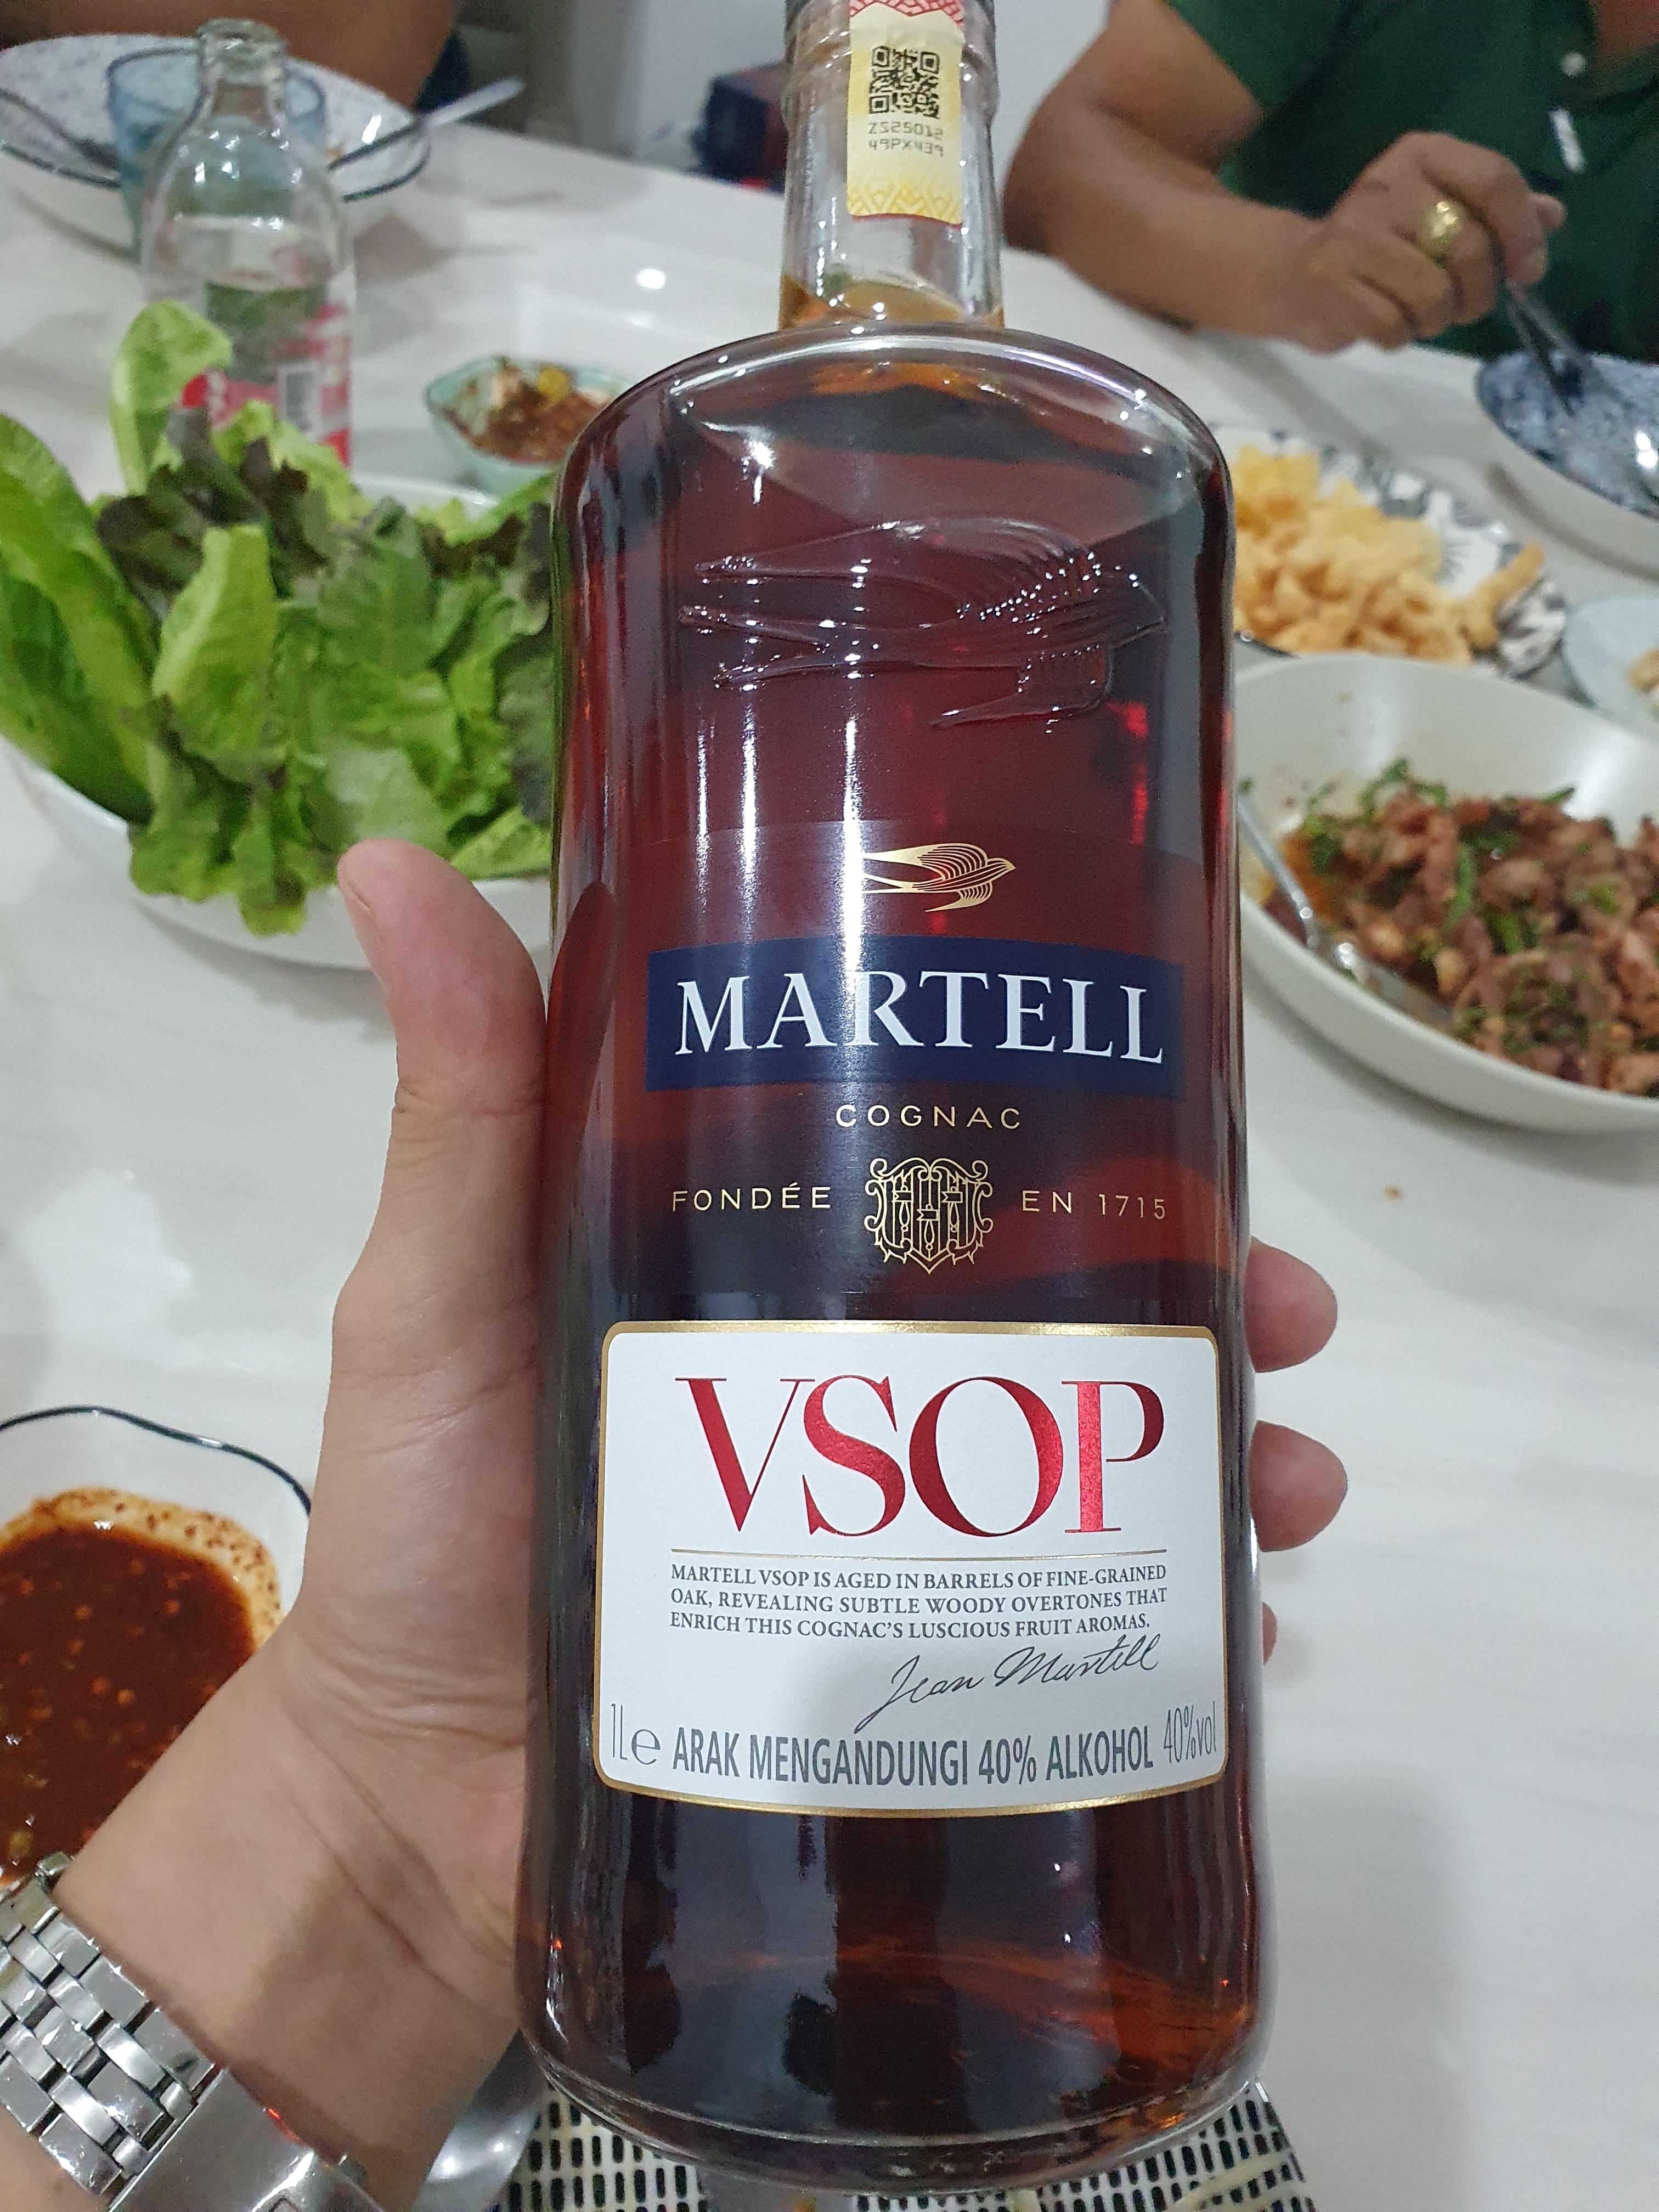 ZS25012
49PX439
MARTELL
COGNAC
FONDÉE EN 1715
VSOP
MARTELL VSOP IS AGED IN BARRELS OF FINE-GRAINED
OAK, REVEALING SUBTLE WOODY OVERTONES THAT
ENRICH THIS COGNAC'S LUSCIOUS FRUIT AROMAS.
Jean Martell
1L e ARAK MENGANDUNGI 40% ALKOHOL 40%vol